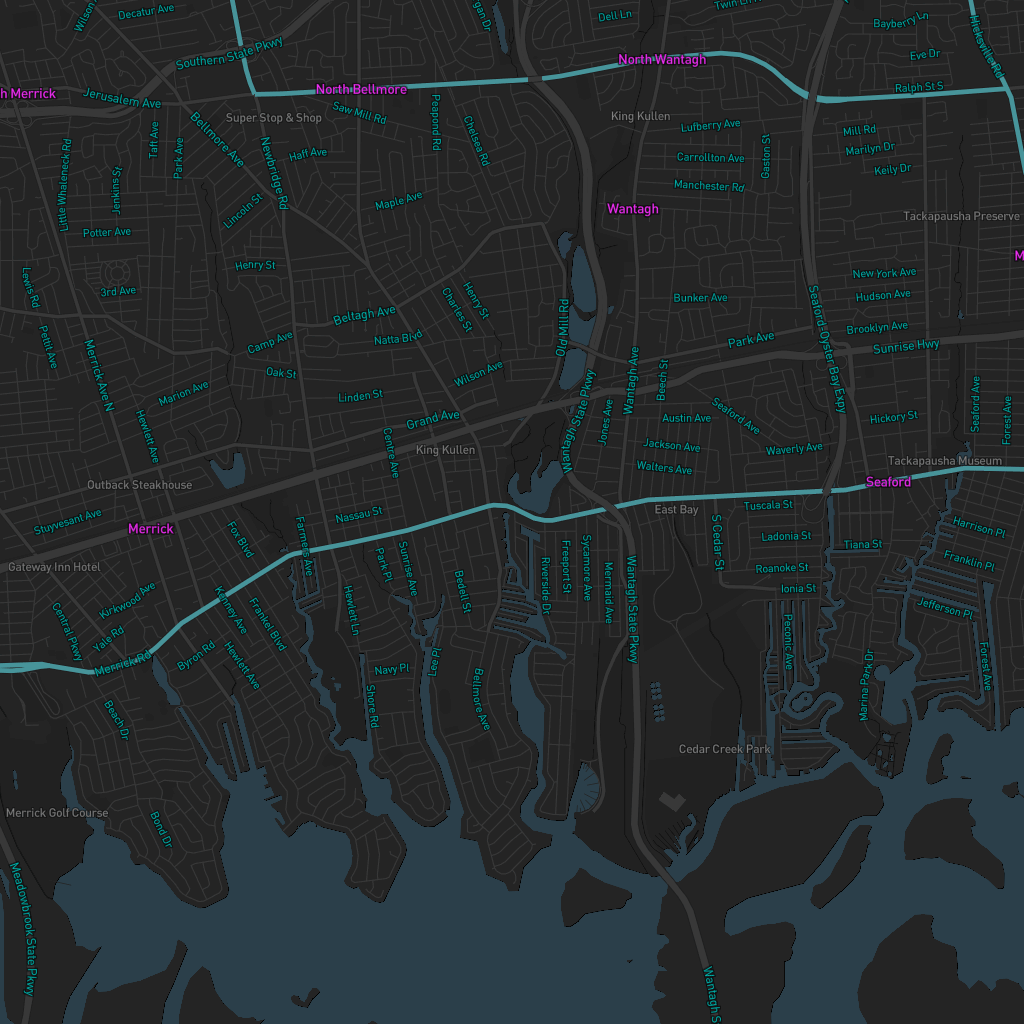 Decatur Ave
Dell Ln
Bayberry Ln
Southern State Pkwy
Hicksville Rd
Eve Dr
North Wantagh
North Bellmore
Ralph St S
h Merrick
Jerusalem Ave
Saw Mill Rd
Super Stop & Shop
King Kullen
Peapond Rd
Chelsea Rd
Lufberry Ave
Mill Rd
Taft Ave
Park Ave
Bellmore Ave
Newbridge Rd
Haff Ave
Carrollton Ave
Gaston St
Marilyn Dr
Kelly Dr
Little Whaleneck Rd
Jenkins St
Manchester Rd
Maple Ave
Lincoln St
Wantagh
Tackapausha Preserve
Potter Ave
Henry St
New York Ave
Lewis Rd
3rd Ave
Charles St
Henry St
Bunker Ave
Hudson Ave
Beltagh Ave
Old Mill Rd
Seaford-Oyster Bay Expy
Brooklyn Ave
Pettit Ave
Camp Ave
Natta Blvd
Park Ave
Sunrise Hwy
Merrick Ave N
Oak St
Wilson Ave
Wantagh Ave
Beech St
Marion Ave
Linden St
Grand Ave
Wantagh State Pkwy
Jones Ave
Austin Ave
Seaford Ave
Hickory St
Seaford Ave
Forest Ave
Hewlett Ave
Centre Ave
King Kullen
Jackson Ave
Waverly Ave
Walters Ave
Tackapausha Museum
Outback Steakhouse
Seaford
Stuyvesant Ave
Merrick
Nassau St
East Bay
Tuscala St
Fox Blvd
Farmers Ave
S Cedar St
Ladonia St
Tiana St
Harrison Pl
Gateway Inn Hotel
Park Pl
Sunrise Ave
Riverside Dr
Freeport St
Sycamore Ave
Mermaid Ave
Wantagh State Pkwy
Roanoke St
Franklin Pl
Kirkwood Ave
Kenney Ave
Frankel Blvd
Hewlett Ln
Bedell St
Ionia St
Jefferson Pl
Central Pkwy
Yale Rd
Peconic Ave
Forest Ave
Merrick Rd
Byron Rd
Hewlett Ave
Navy Pl
Lee Pl
Bellmore Ave
Marina Park Dr
Beach Dr
Shore Rd
Cedar Creek Park
Merrick Golf Course
Bond Dr
Meadowbrook State Pkwy
Wantagh S